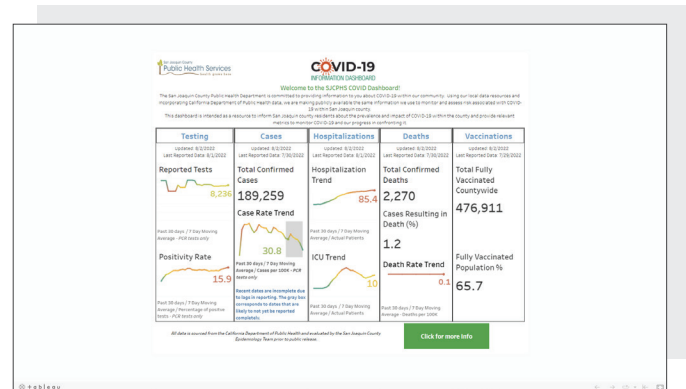 San Joaquin County
Public Health Services
COVID-19
INFORMATION DASHBOARD
Welcome to the SJCPHS COVID Dashboard!
The San Joaquin County Public Health Department is committed to providing information to you about COVID-19 within our community. Using our local data resources and
incorporating California Department of Public Health data, we are making publicly available the same information we use to monitor and assess risk associated with COVID-
19 within San Joaquin county.
This dashboard is intended as a resource to inform San Joaquin county residents about the prevalence and impact of COVID-19 within the county and provide relevant
metrics to monitor COVID-19 and our progress in confronting it.
Testing
Updated: 8/2/2022
Last Reported Date: 8/1/2022
Reported Tests
8,236
Past 30 days / 7 Day Moving
Average - PCR tests only
Positivity Rate
15.9
Past 30 days / 7 Day Moving
Average / Percentage of positive
tests - PCR tests only
Cases
Updated: 8/2/2022
Last Reported Date: 7/30/2022
Total Confirmed
Cases
189,259
Case Rate Trend
30.8
Past 30 days / 7 Day Moving
Average / Cases per 100K - PCR
tests only
Recent dates are incomplete due
to lags in reporting. The gray box
corresponds to dates that are
likely to not yet be reported
completely.
Hospitalizations
Updated: 8/2/2022
Last Reported Date: 8/1/2022
Hospitalization
Trend
85.4
Past 30 days / 7 Day Moving
Average / Actual Patients
ICU Trend
10
Past 30 days / 7 Day Moving
Average / Actual Patients
Deaths
Updated: 8/2/2022
Last Reported Date: 7/30/2022
Total Confirmed
Deaths
2,270
Cases Resulting in
Death (%)
1.2
Death Rate Trend
0.1
Past 30 days / 7 Day Moving
Average - Deaths per 100K
Vaccinations
Updated: 8/2/2022
Last Reported Date: 7/29/2022
Total Fully
Vaccinated
Countywide
476,911
Fully Vaccinated
Population %
65.7
All data is sourced from the California Department of Public Health and evaluated by the San Joaquin County
Epidemiology Team prior to public release.
Click for more Info
+ a b l e a u